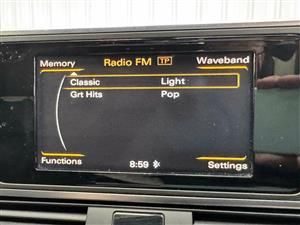 Memory Radio FM TP Waveband
Classic Light
Grt Hits Pop
Functions 8:59 Settings